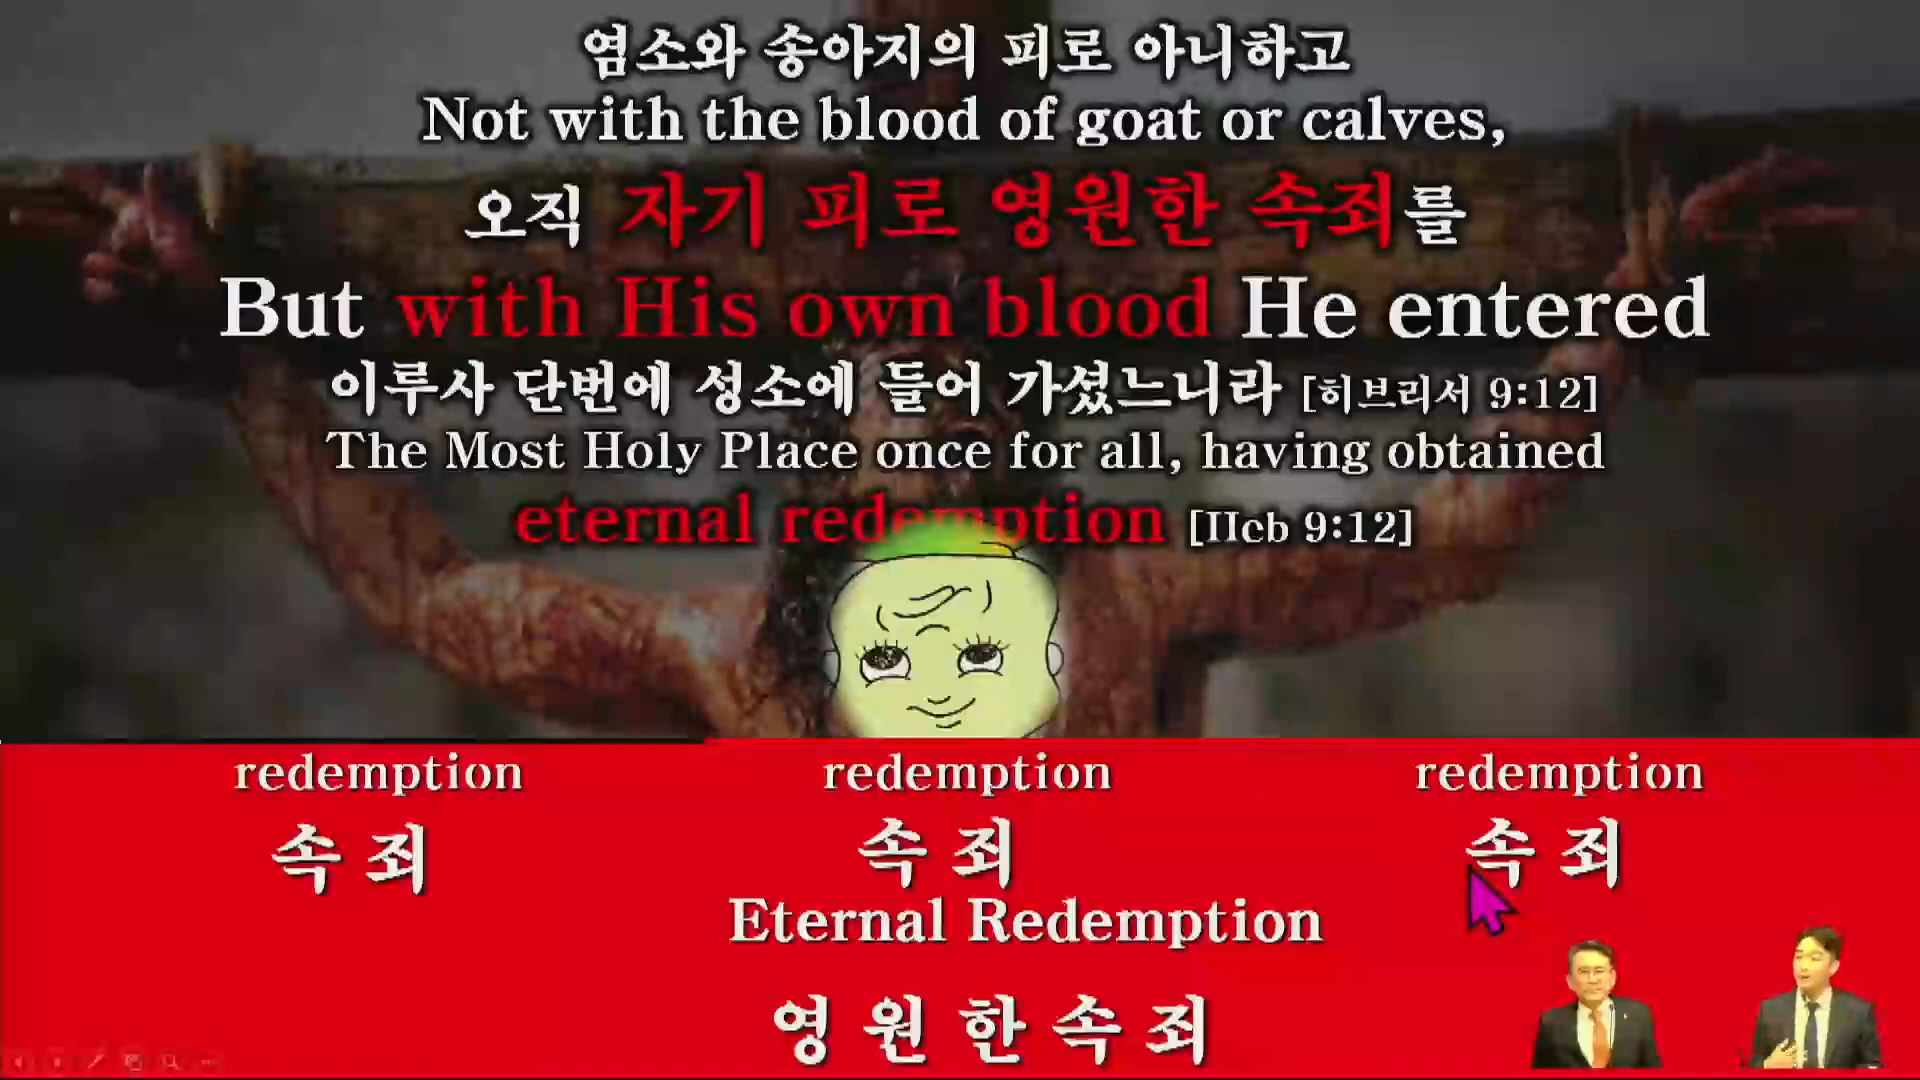 염소와 송아지의 피로 아니하고
Not with the blood of goat or calves,
오직 자기 피로 영원한 속죄를
But with His own blood He entered
이루사 단번에 성소에 들어 가셨느니라 [히브리서 9:12]
The Most Holy Place once for all, having obtained
eternal redemption [Heb 9:12]
redemption redemption redemption
속 죄 속 죄 속 죄
Eternal Redemption
영 원 한 속 죄